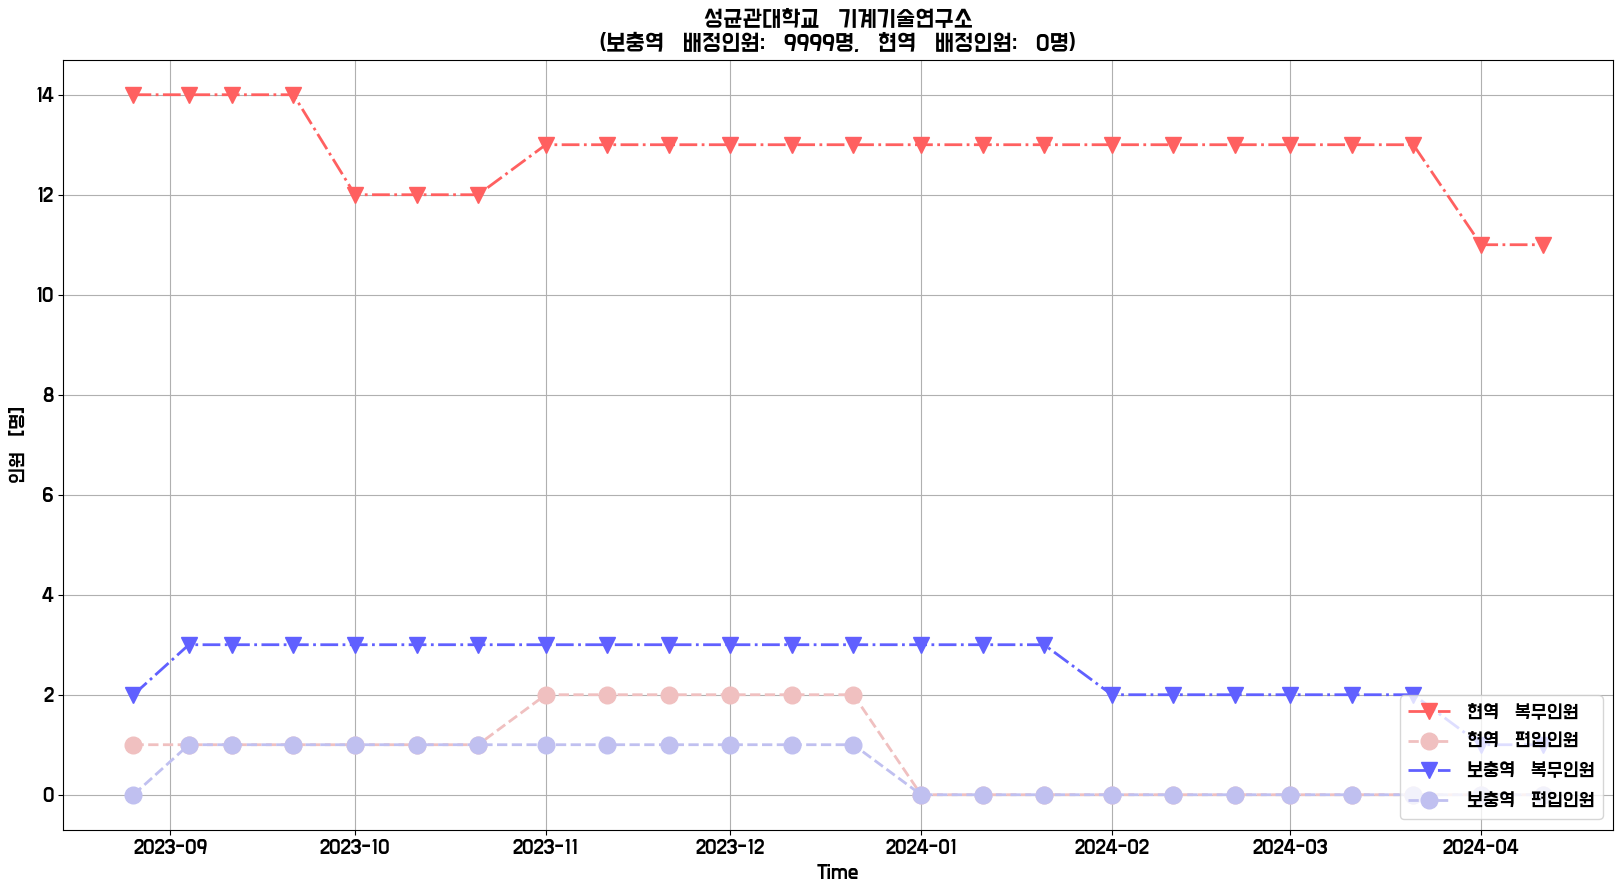 성균관대학교 기계기술연구소
(보충역 배정인원: 9999명, 현역 배정인원: 0명)
14
12
10
8
6
4
2
0
인원 [명]
현역 복무인원
현역 편입인원
보충역 복무인원
보충역 편입인원
2023-09
2023-10
2023-11
2023-12
2024-01
2024-02
2024-03
2024-04
Time